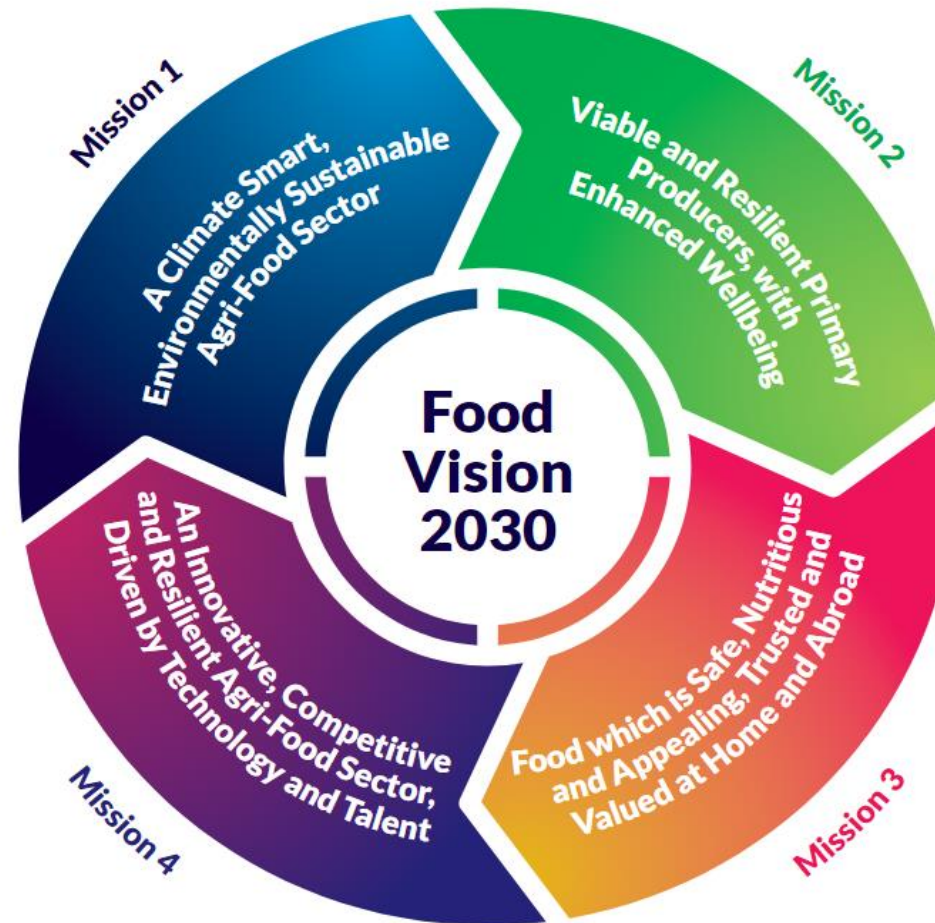 Mission 1
A Climate Smart,
Environmentally Sustainable
Agri-Food Sector
Mission 2
Viable and Resilient Primary
Producers, with
Enhanced Wellbeing
Food
Vision
2030
Mission 3
Food which is Safe, Nutritious
and Appealing, Trusted and
Valued at Home and Abroad
Mission 4
An Innovative, Competitive
and Resilient Agri-Food Sector,
Driven by Technology and Talent